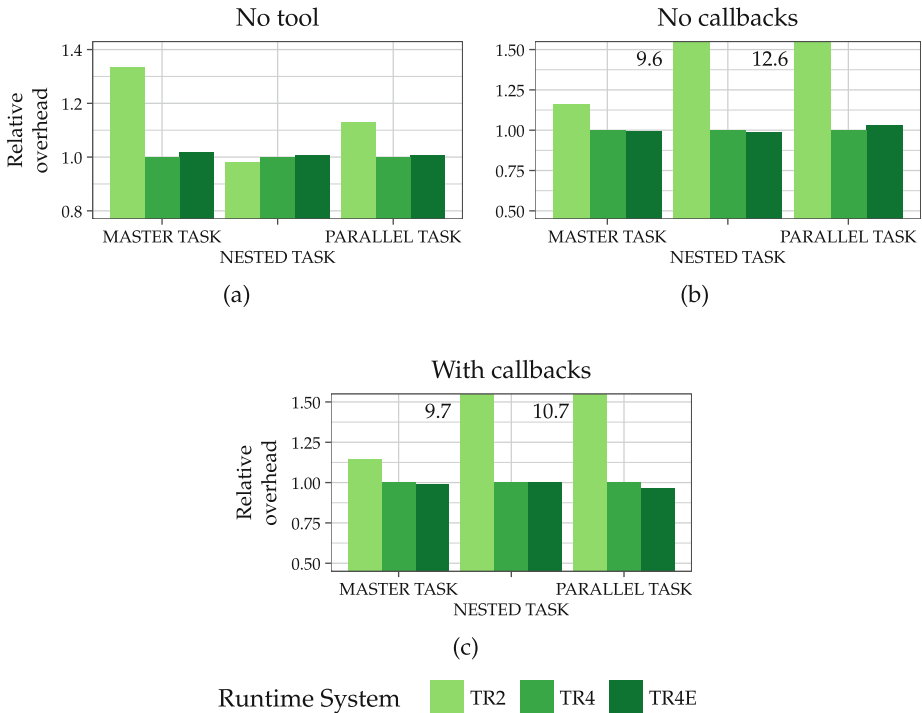 No tool
No callbacks
Relative
overhead
1.4
1.2
1.0
0.8
MASTER TASK
PARALLEL TASK
NESTED TASK
(a)
1.50
1.25
1.00
0.75
0.50
9.6
12.6
MASTER TASK
PARALLEL TASK
NESTED TASK
(b)
With callbacks
Relative
overhead
1.50
1.25
1.00
0.75
0.50
9.7
10.7
MASTER TASK
PARALLEL TASK
NESTED TASK
(c)
Runtime System TR2 TR4 TR4E